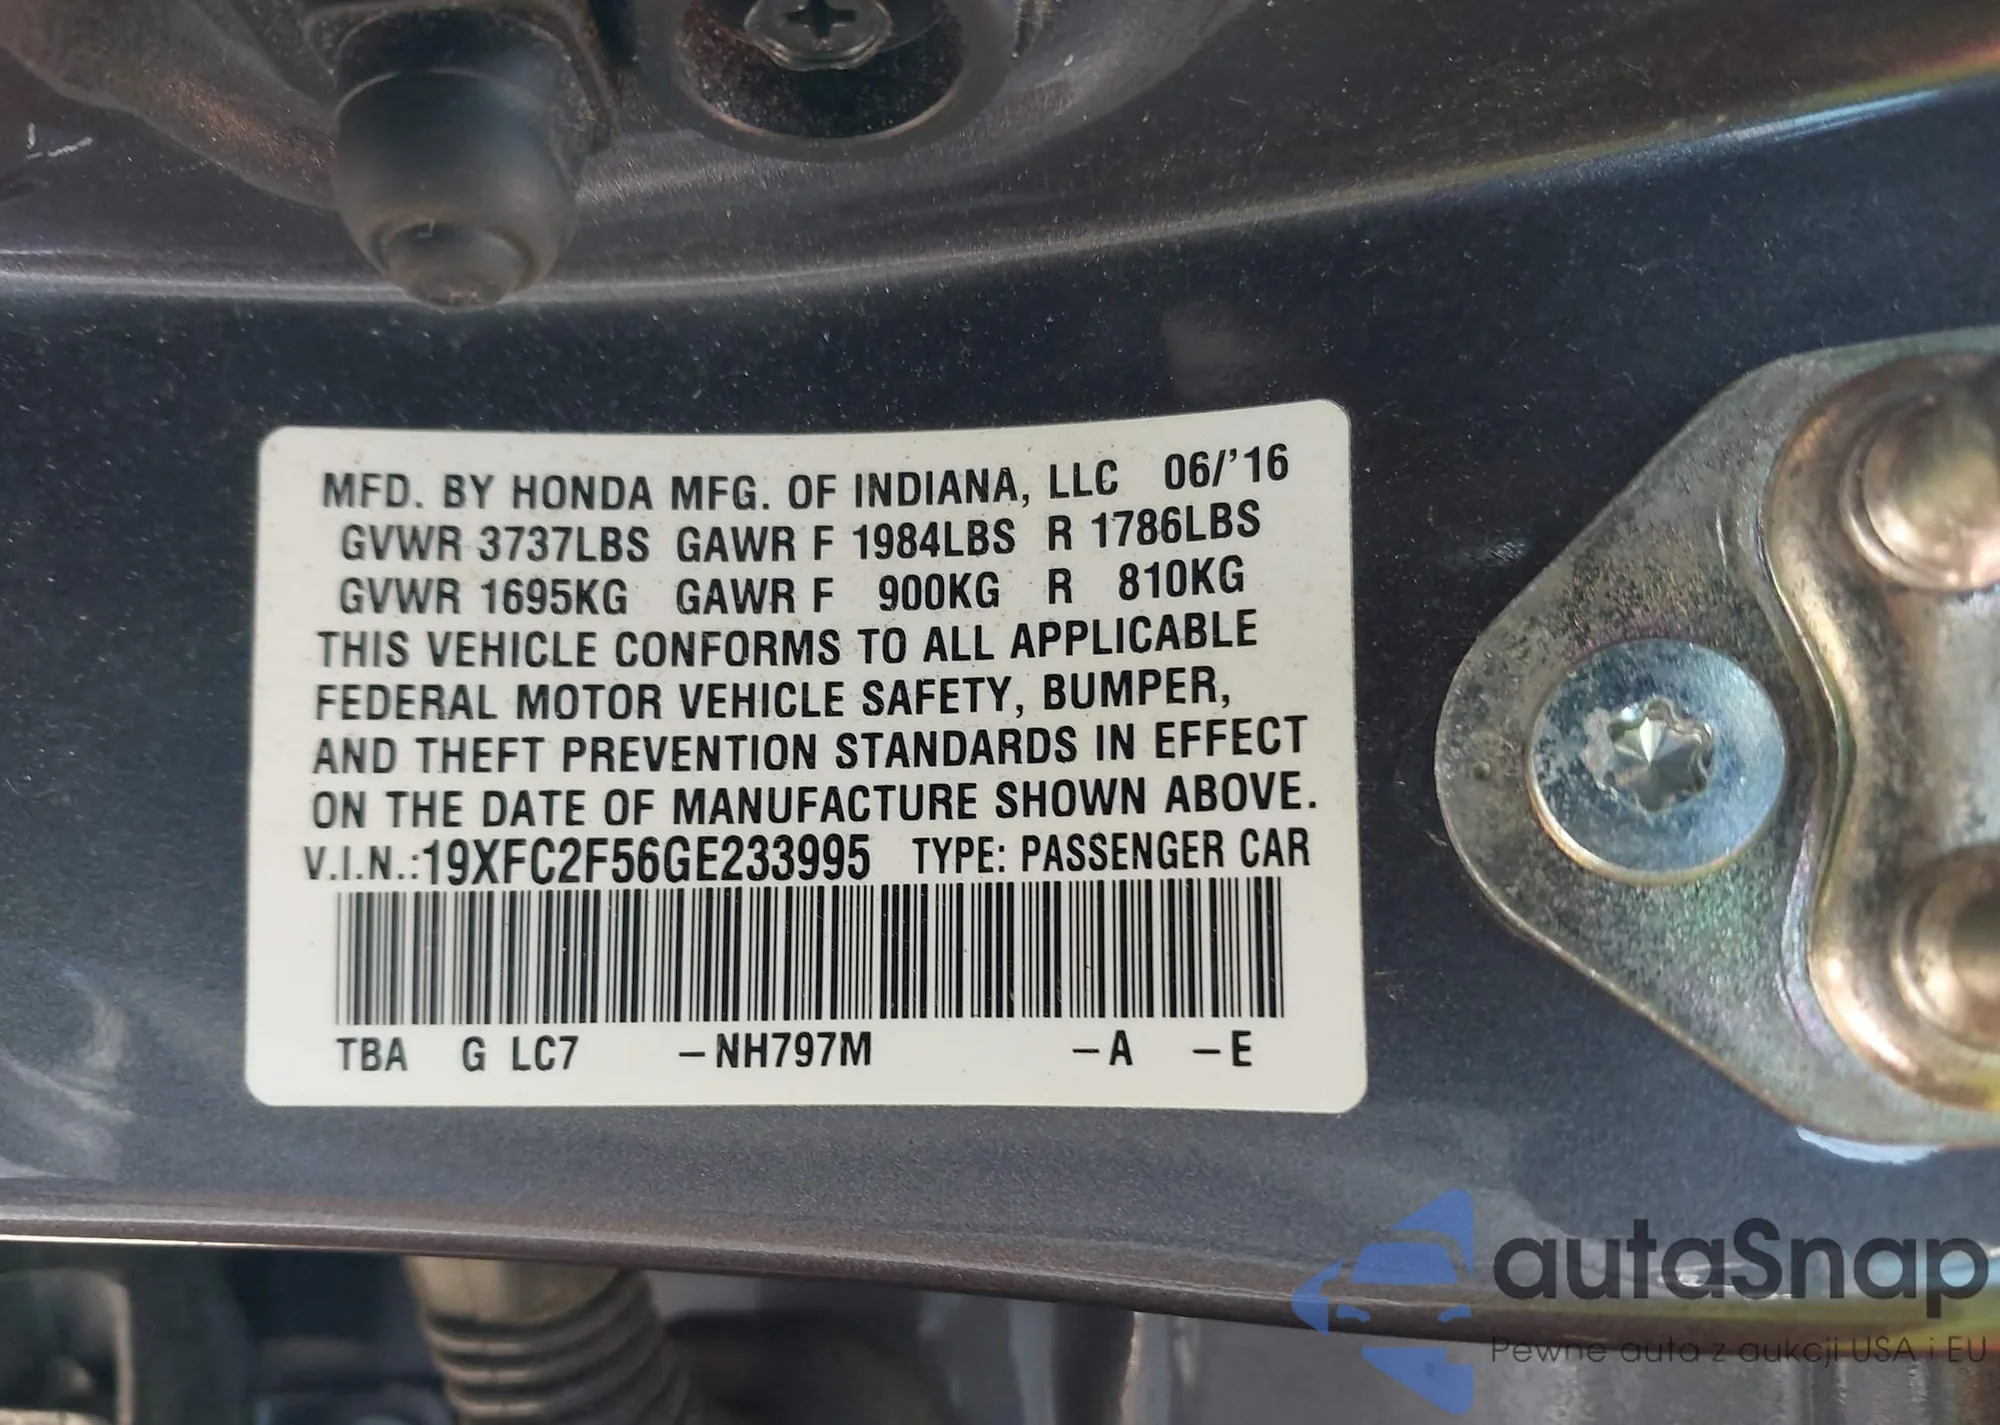 MFD. BY HONDA MFG. OF INDIANA, LLC 06/'16
GVWR 3737LBS GAWR F 1984LBS R 1786LBS
GVWR 1695KG GAWR F 900KG R 810KG
THIS VEHICLE CONFORMS TO ALL APPLICABLE
FEDERAL MOTOR VEHICLE SAFETY, BUMPER,
AND THEFT PREVENTION STANDARDS IN EFFECT
ON THE DATE OF MANUFACTURE SHOWN ABOVE.
V.I.N.:19XFC2F56GE233995 TYPE: PASSENGER CAR
TBA G LC7 -NH797M -A -E
autaSnap
Pewne auta z aukcji USA i EU